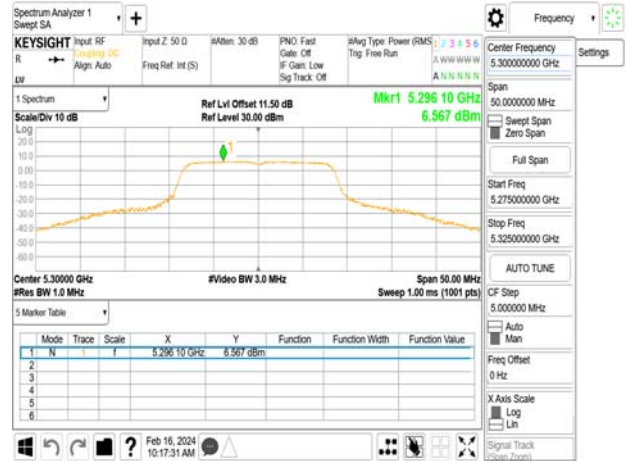 Spectrum Analyzer 1
Swept SA
+
Frequency
KEYSIGHT
R
Input: RF
Coupling: DC
Align: Auto
Input Z: 50 Ω
Freq Ref: Int (S)
#Atten: 30 dB
PNO: Fast
Gate: Off
IF Gain: Low
Sig Track: Off
#Avg Type: Power (RMS
Trig: Free Run
1 2 3 4 5 6
A W W W W W
A N N N N N
1 Spectrum
Scale/Div 10 dB
Ref Lvl Offset 11.50 dB
Ref Level 30.00 dBm
Mkr1 5.296 10 GHz
6.567 dBm
Log
20.0
10.0
0.00
-10.0
-20.0
-30.0
-40.0
-50.0
-60.0
1
Center 5.30000 GHz
#Res BW 1.0 MHz
#Video BW 3.0 MHz
Span 50.00 MHz
Sweep 1.00 ms (1001 pts)
5 Marker Table
Mode Trace Scale X Y Function Function Width Function Value
1 N 1 f 5.296 10 GHz 6.567 dBm
2
3
4
5
6
?
Feb 16, 2024
10:17:31 AM
Center Frequency
5.300000000 GHz
Settings
Span
50.0000000 MHz
Swept Span
Zero Span
Full Span
Start Freq
5.275000000 GHz
Stop Freq
5.325000000 GHz
AUTO TUNE
CF Step
5.000000 MHz
Auto
Man
Freq Offset
0 Hz
X Axis Scale
Log
Lin
Signal Track
(Span Zoom)